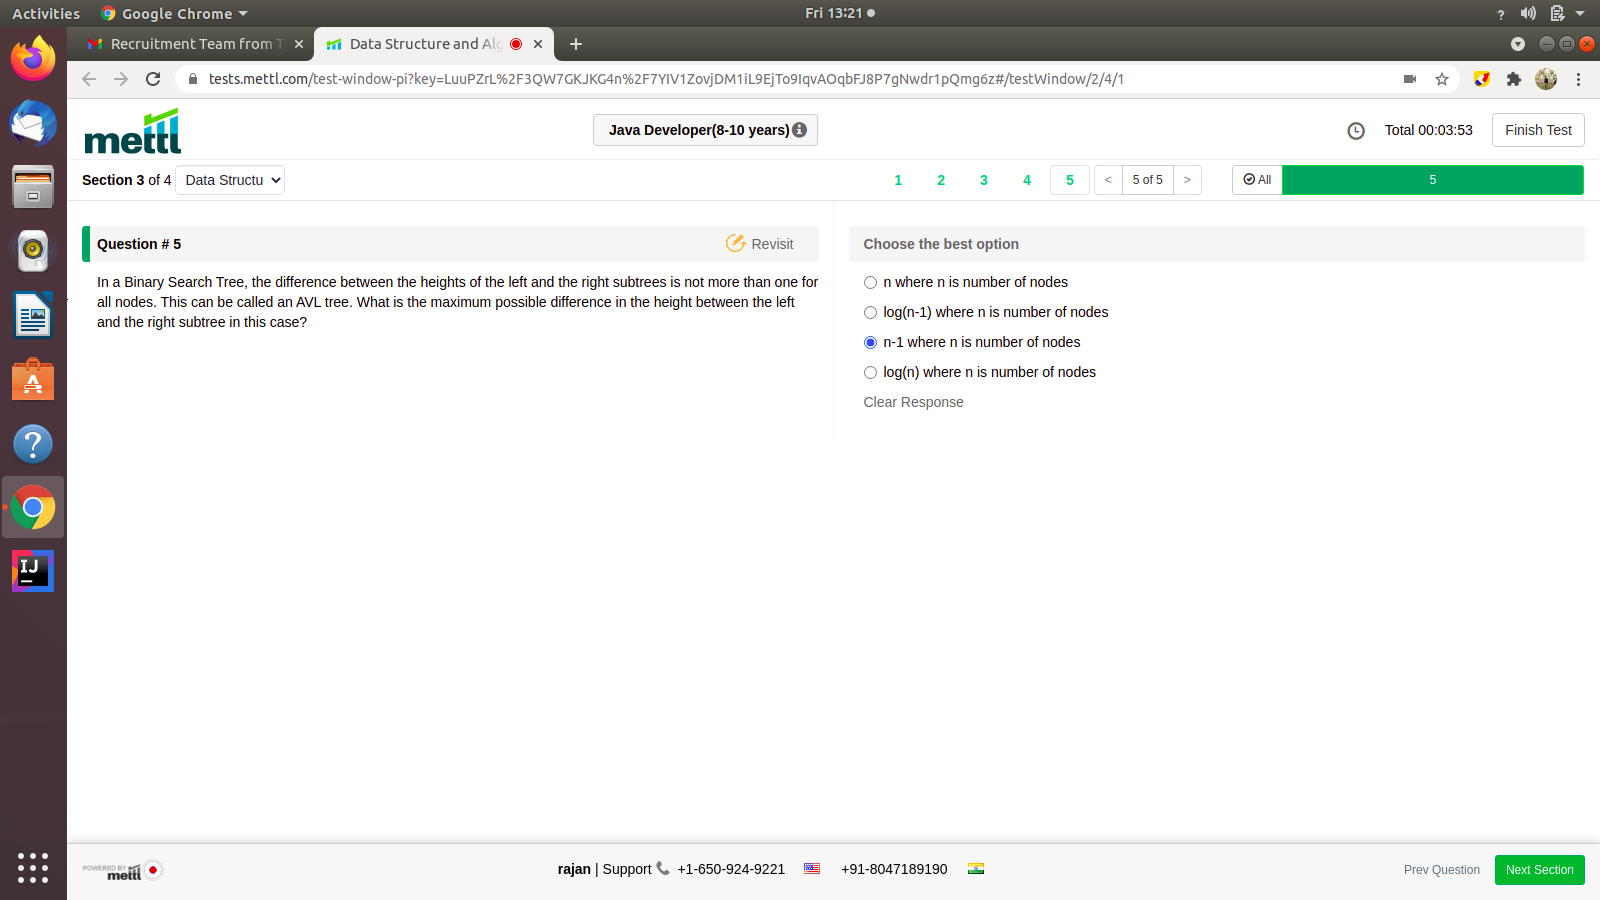 Activities
Google Chrome
Fri 13:21
Recruitment Team from T
Data Structure and Alg
tests.mettl.com/test-window-pi?key=LuuPZrL%2F3QW7GKJKG4n%2F7YIV1ZovjDM1iL9EjTo9IqvAOqbFJ8P7gNwdr1pQmg6z#/testWindow/2/4/1
mettl
Java Developer(8-10 years)
Total 00:03:53
Finish Test
Section 3 of 4
Data Structu
1 2 3 4 5
< 5 of 5 >
All
5
Question # 5
Revisit
In a Binary Search Tree, the difference between the heights of the left and the right subtrees is not more than one for
all nodes. This can be called an AVL tree. What is the maximum possible difference in the height between the left
and the right subtree in this case?
Choose the best option
n where n is number of nodes
log(n-1) where n is number of nodes
n-1 where n is number of nodes
log(n) where n is number of nodes
Clear Response
IJ
POWERED BY
mettl
rajan | Support +1-650-924-9221
+91-8047189190
Prev Question
Next Section